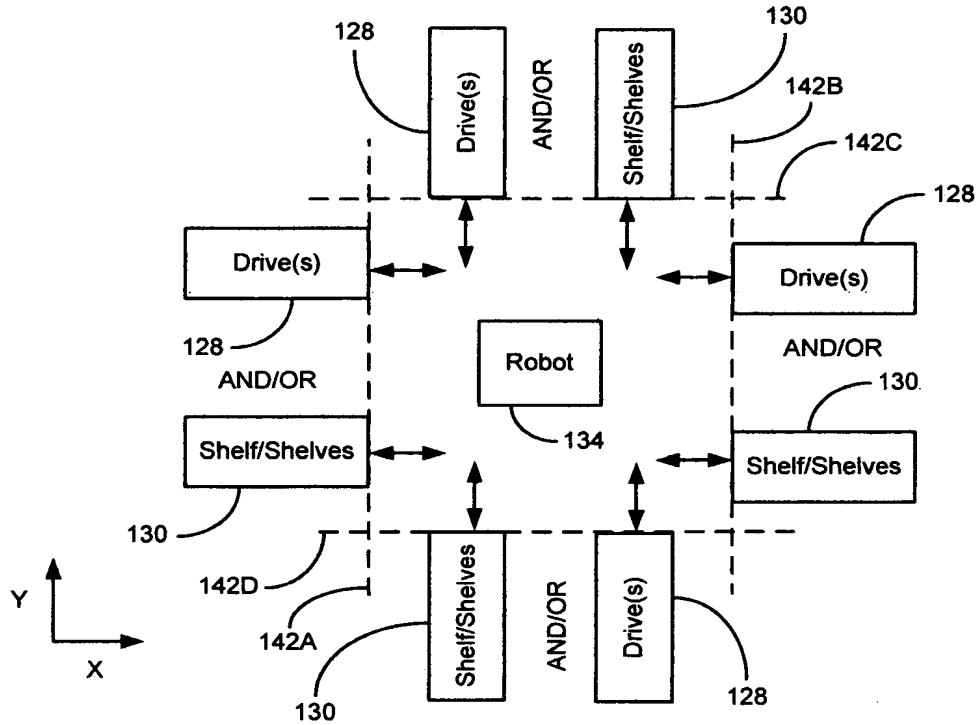 128
130
142B
142C
Drive(s)
AND/OR
Shelf/Shelves
128
Drive(s)
Drive(s)
128
AND/OR
Robot
AND/OR
130
134
Shelf/Shelves
Shelf/Shelves
130
142D
142A
Y
X
Shelf/Shelves
AND/OR
Drive(s)
130
128